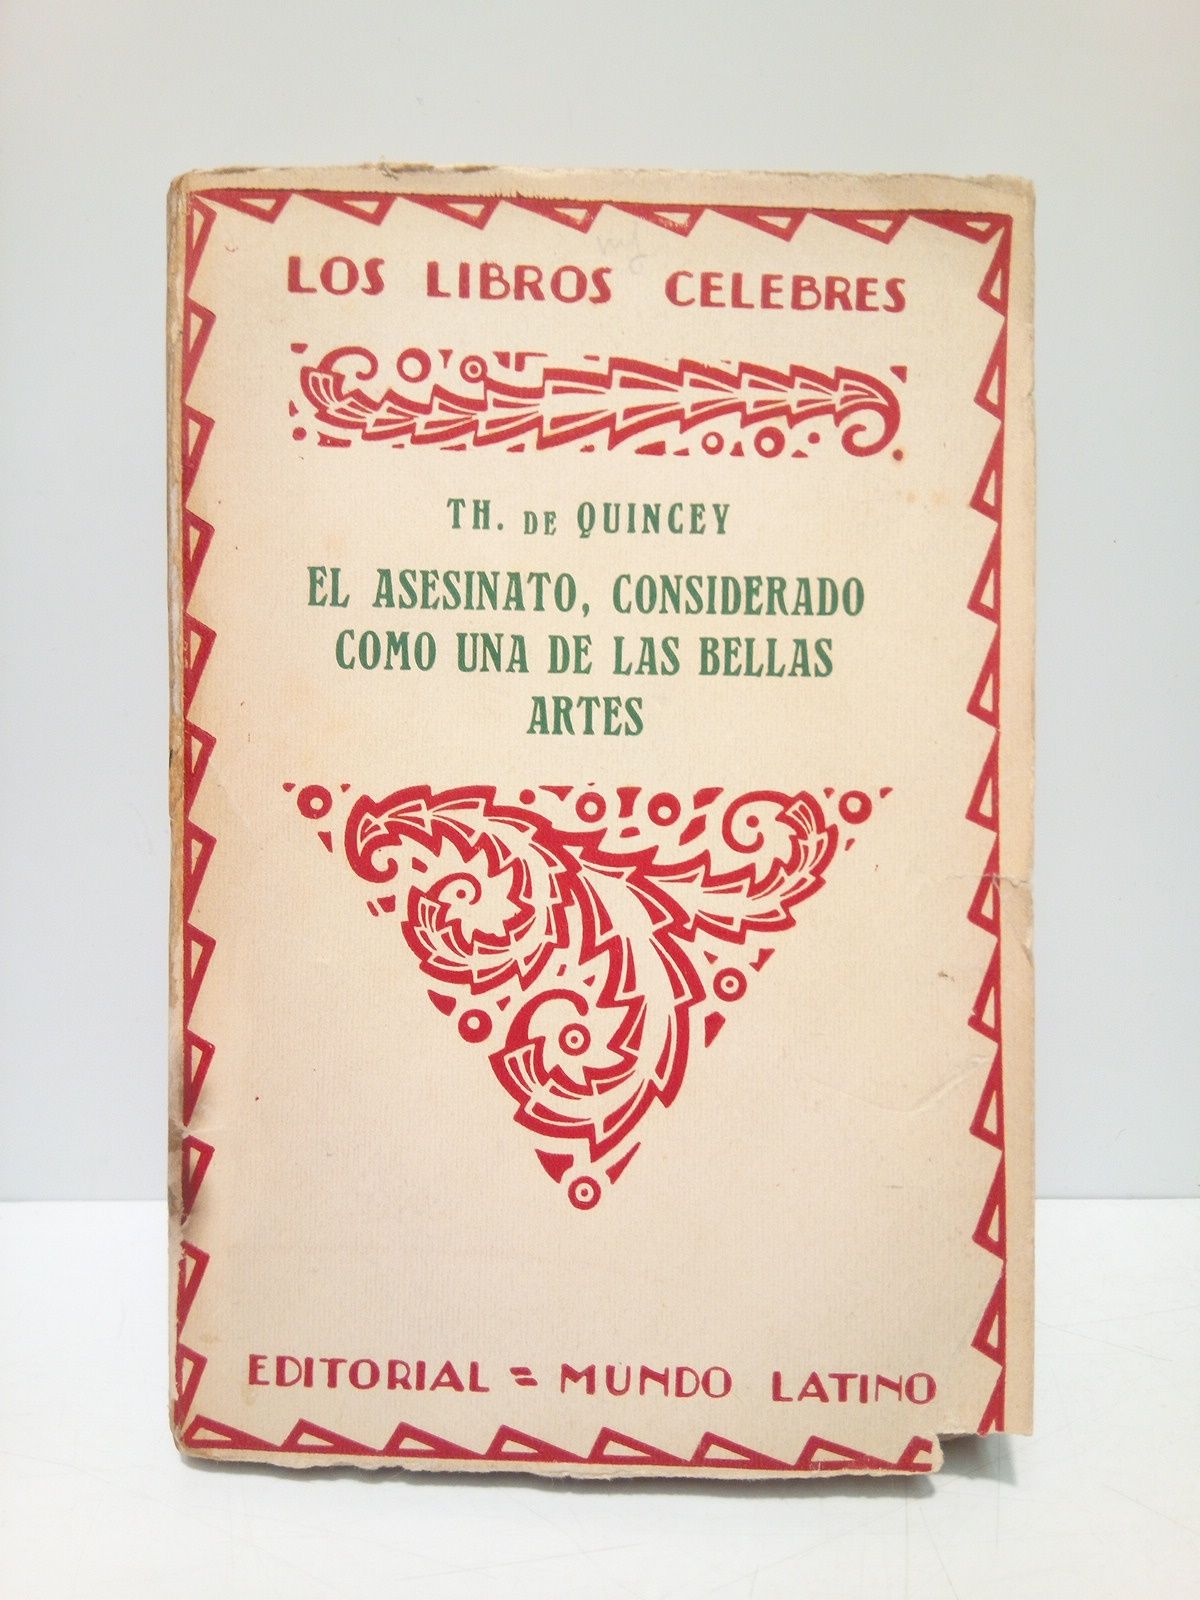 LOS LIBROS CELEBRES
TH. DE QUINCEY
EL ASESINATO, CONSIDERADO
COMO UNA DE LAS BELLAS
ARTES
EDITORIAL = MUNDO LATINO